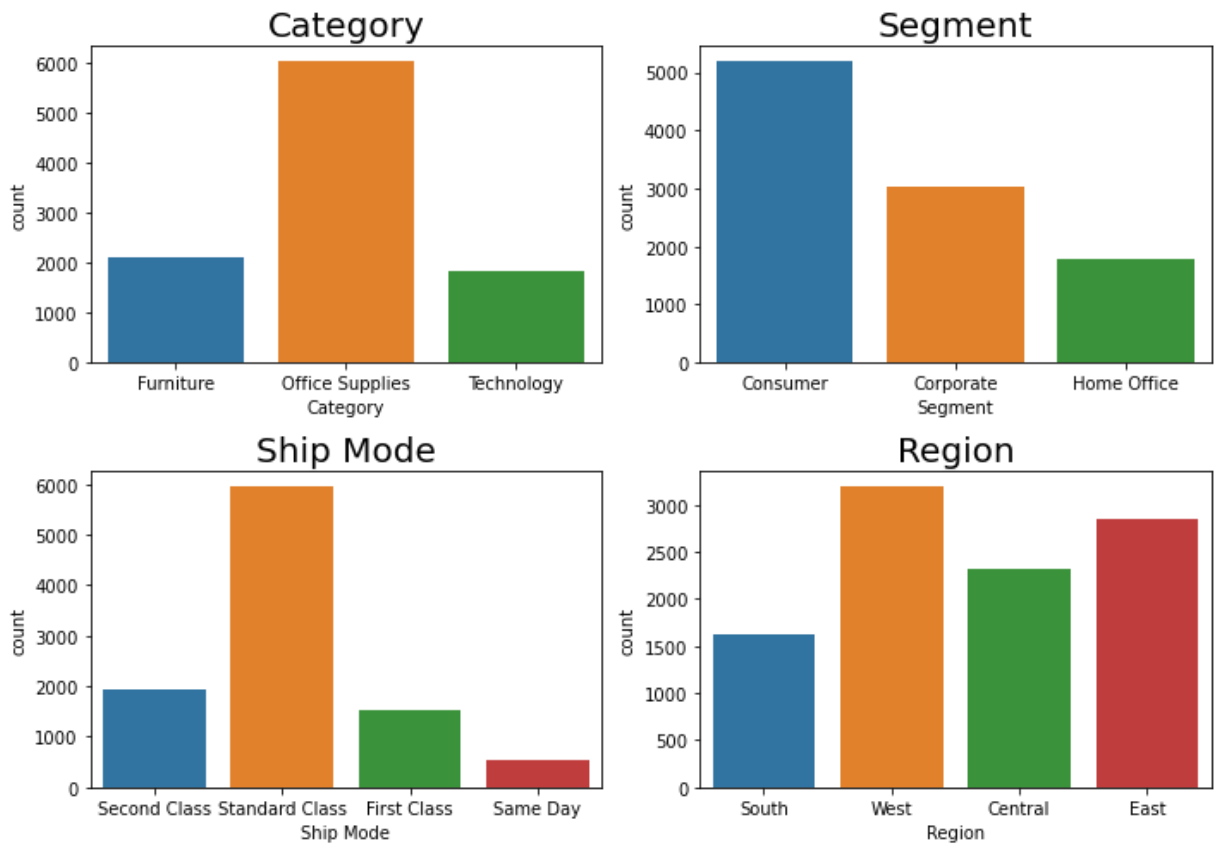 Category
6000
5000
4000
3000
2000
1000
0
count
Furniture Office Supplies Technology
Category
Segment
5000
4000
3000
2000
1000
0
count
Consumer Corporate Home Office
Segment
Ship Mode
6000
5000
4000
3000
2000
1000
0
count
Second Class Standard Class First Class Same Day
Ship Mode
Region
3000
2500
2000
1500
1000
500
0
count
South West Central East
Region